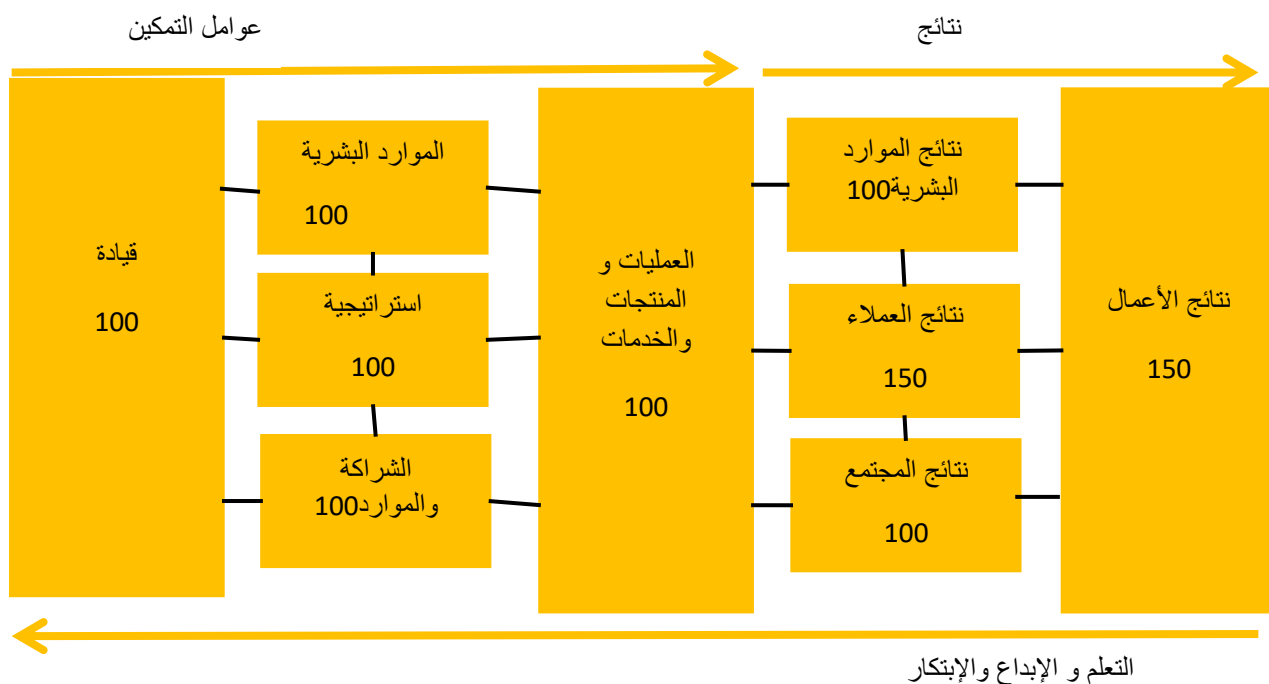 عوامل التمكين
نتائج
قيادة
100
الموارد البشرية
100
استراتيجية
100
الشراكة
والموارد100
العمليات و
المنتجات
والخدمات
100
نتائج الموارد
البشرية100
نتائج العملاء
150
نتائج المجتمع
100
نتائج الأعمال
150
التعلم و الإبداع والإبتكار